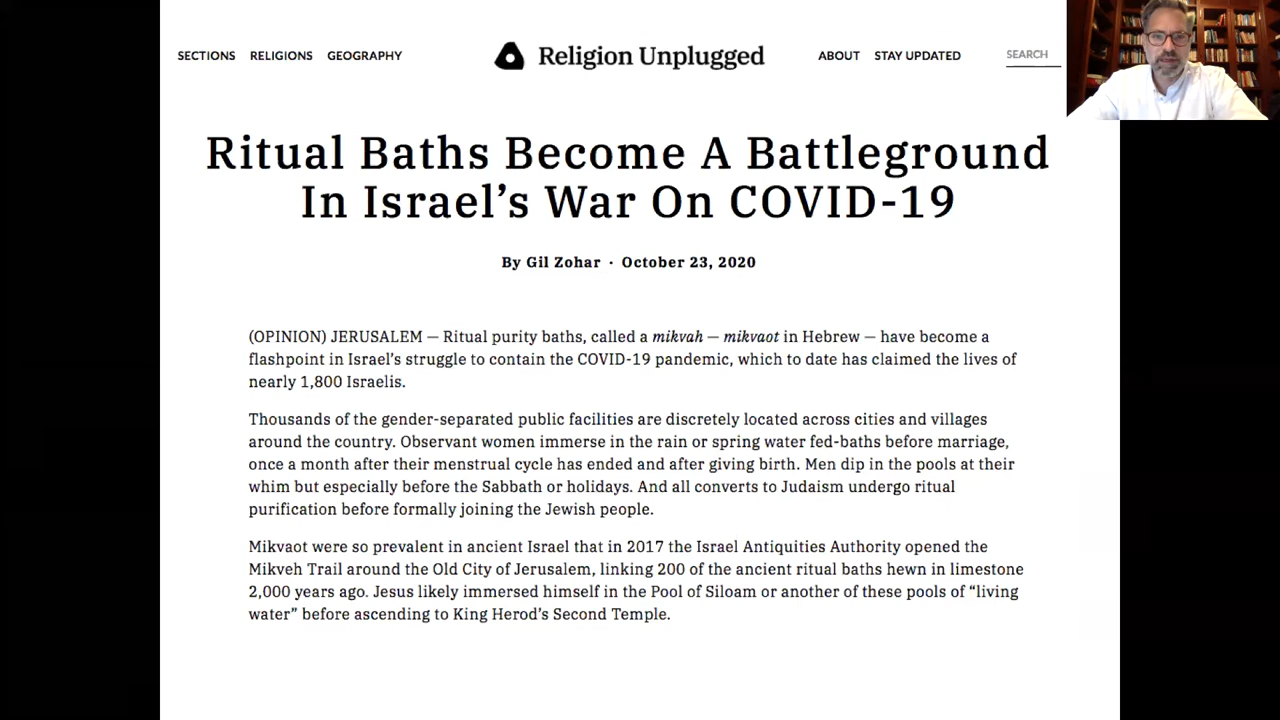 SECTIONS RELIGIONS GEOGRAPHY Religion Unplugged ABOUT STAY UPDATED SEARCH
Ritual Baths Become A Battleground
In Israel’s War On COVID-19
By Gil Zohar · October 23, 2020
(OPINION) JERUSALEM — Ritual purity baths, called a mikvah — mikvaot in Hebrew — have become a
flashpoint in Israel’s struggle to contain the COVID-19 pandemic, which to date has claimed the lives of
nearly 1,800 Israelis.
Thousands of the gender-separated public facilities are discretely located across cities and villages
around the country. Observant women immerse in the rain or spring water fed-baths before marriage,
once a month after their menstrual cycle has ended and after giving birth. Men dip in the pools at their
whim but especially before the Sabbath or holidays. And all converts to Judaism undergo ritual
purification before formally joining the Jewish people.
Mikvaot were so prevalent in ancient Israel that in 2017 the Israel Antiquities Authority opened the
Mikveh Trail around the Old City of Jerusalem, linking 200 of the ancient ritual baths hewn in limestone
2,000 years ago. Jesus likely immersed himself in the Pool of Siloam or another of these pools of “living
water” before ascending to King Herod’s Second Temple.